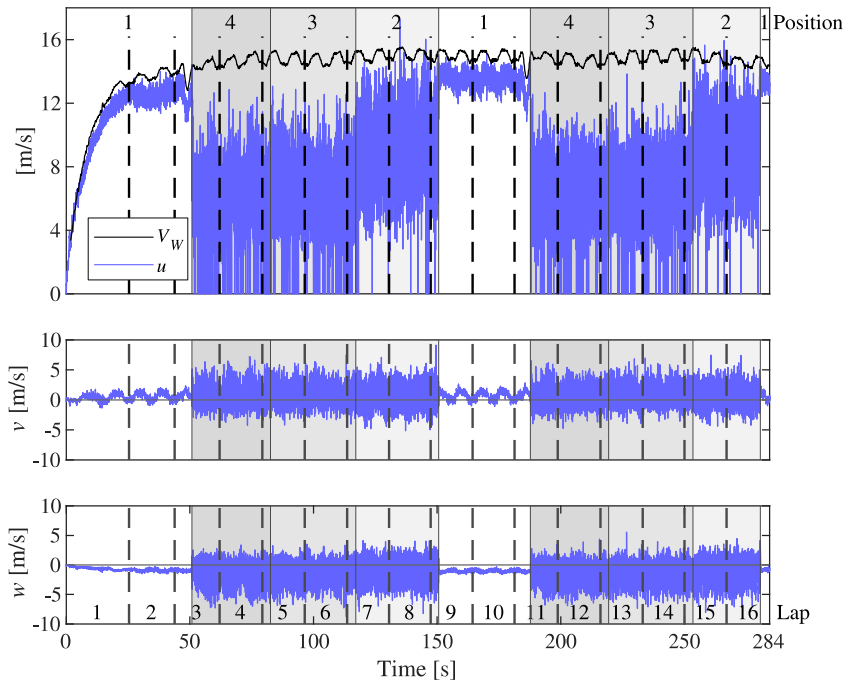 1 4 3 2 1 4 3 2 1 Position
16
12
[m/s]
8
4
0
V_W
u
10
5
v [m/s]
0
-5
-10
10
5
w [m/s]
0
-5
-10
1 2 3 4 5 6 7 8 9 10 11 12 13 14 15 16 Lap
0 50 100 150 200 250 284
Time [s]